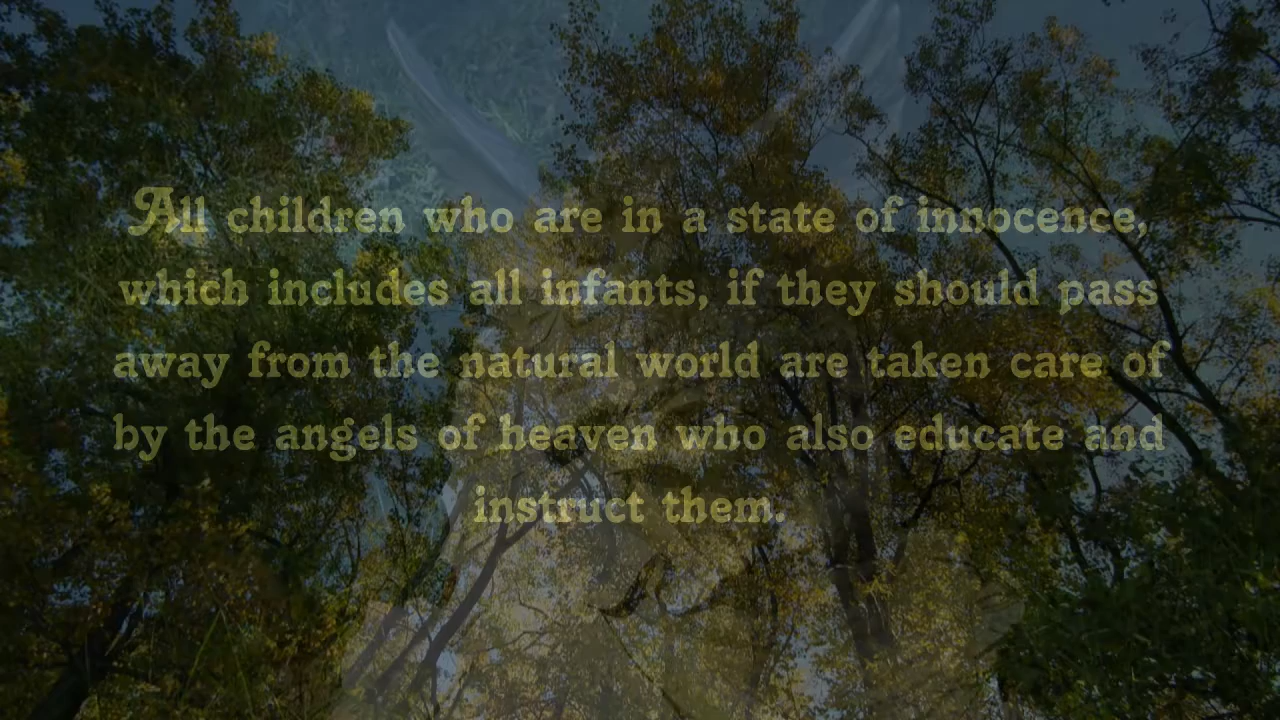 All children who are in a state of innocence,
which includes all infants, if they should pass
away from the natural world are taken care of
by the angels of heaven who also educate and
instruct them.